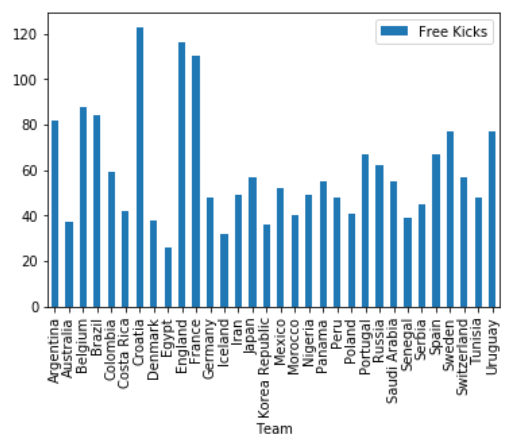 Free Kicks
120
100
80
60
40
20
0
Argentina
Australia
Belgium
Brazil
Colombia
Costa Rica
Croatia
Denmark
Egypt
England
France
Germany
Iceland
Iran
Japan
Korea Republic
Mexico
Morocco
Nigeria
Panama
Peru
Poland
Portugal
Russia
Saudi Arabia
Senegal
Serbia
Spain
Sweden
Switzerland
Tunisia
Uruguay
Team